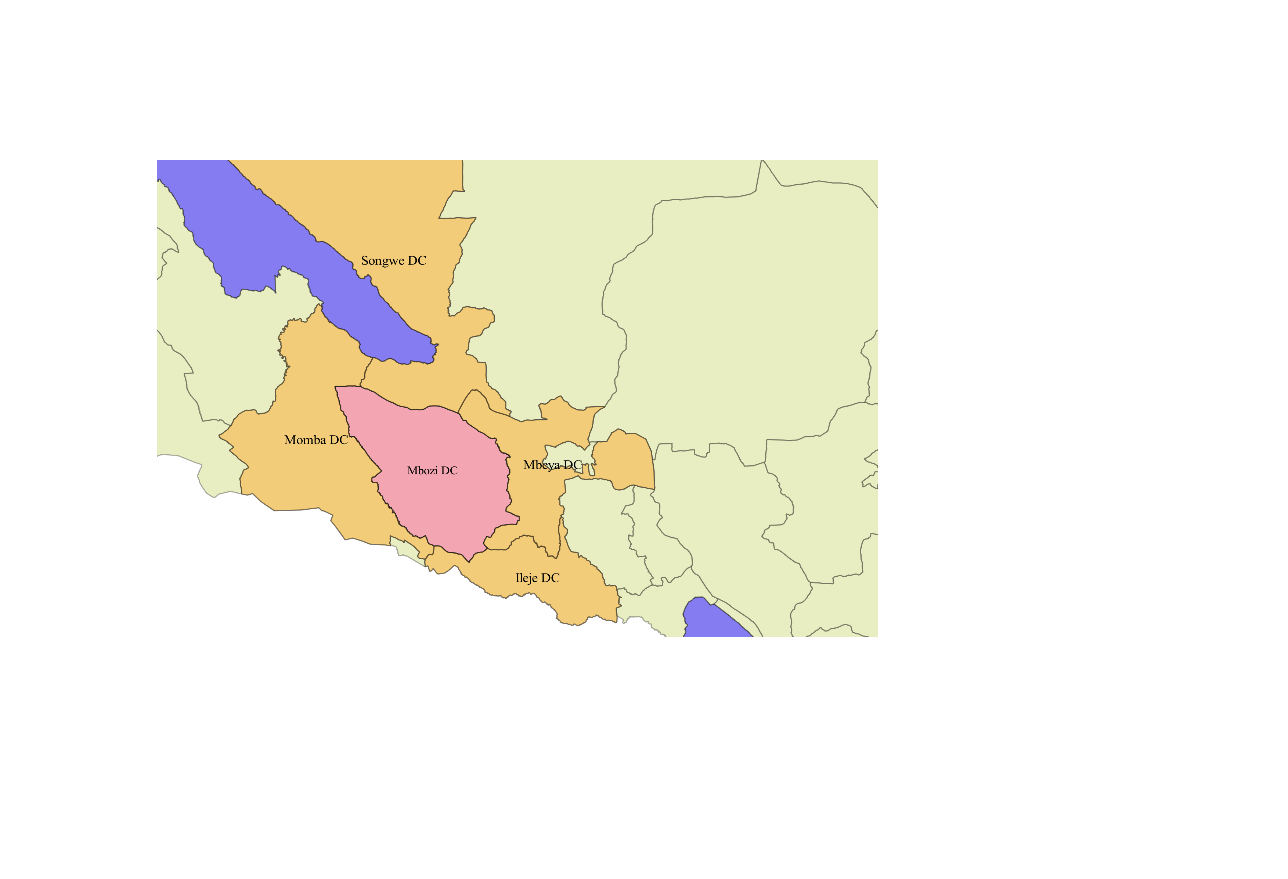 Songwe DC
Momba DC
Mbozi DC
Mbeya DC
Ileje DC